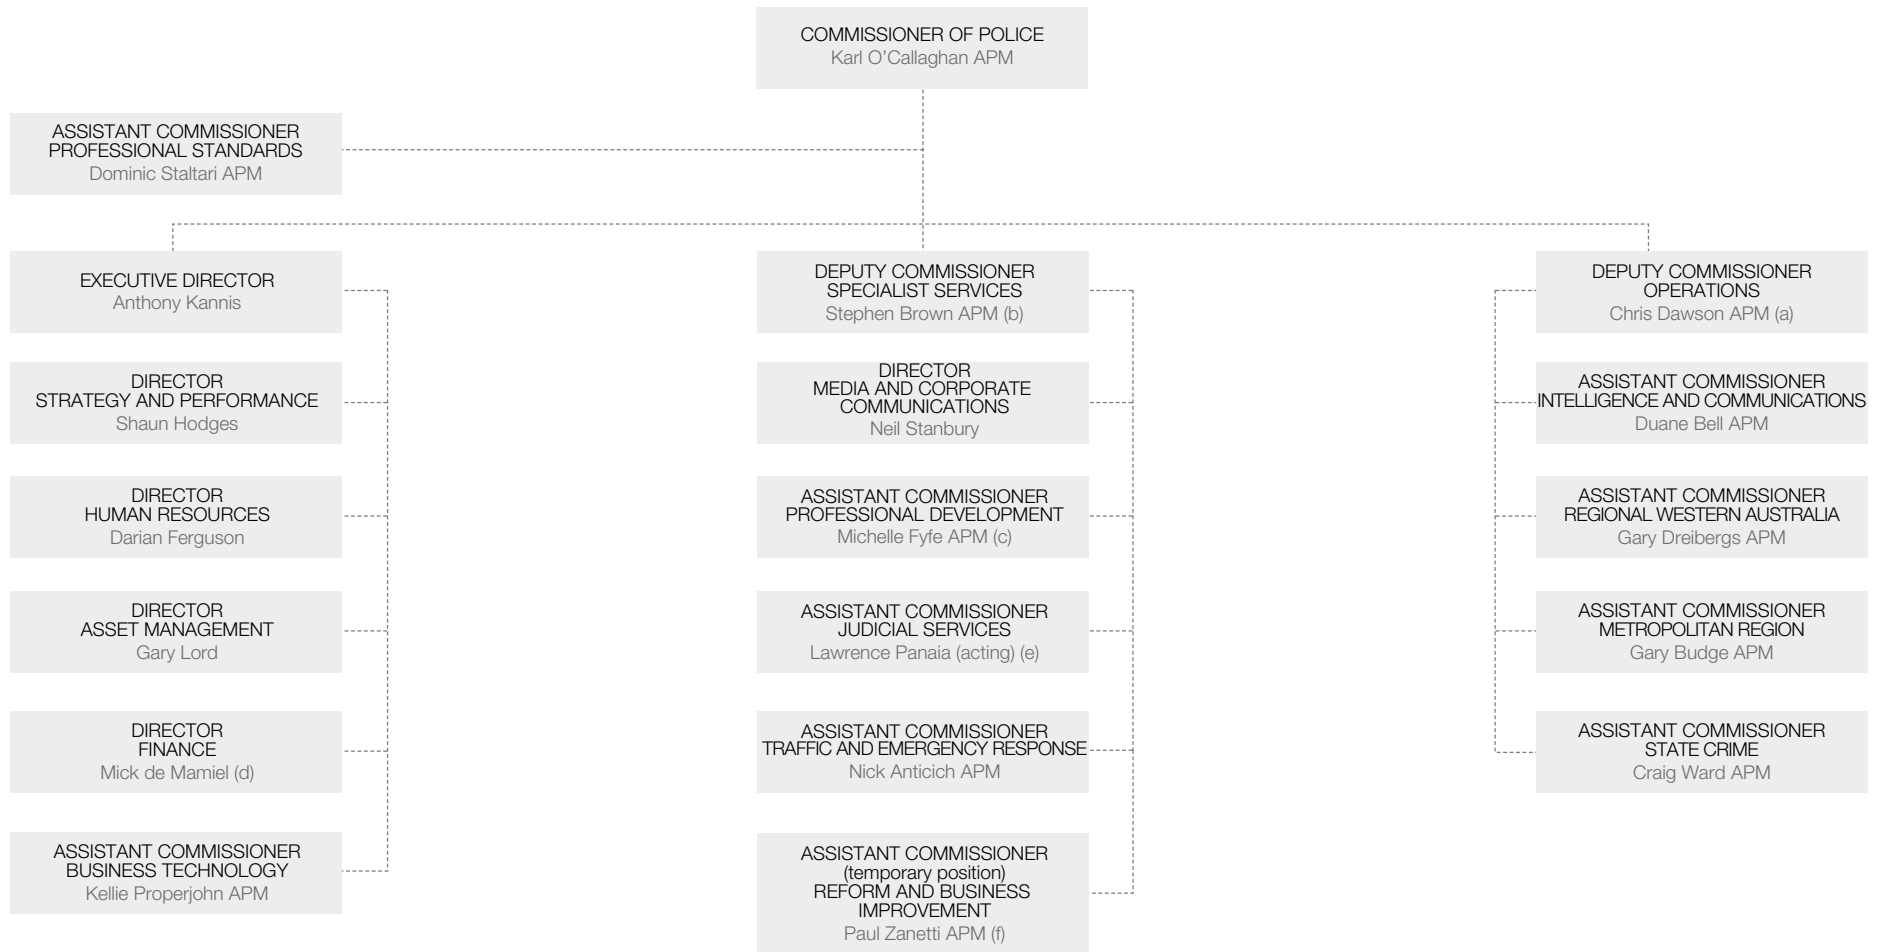 COMMISSIONER OF POLICE
Karl O’Callaghan APM
ASSISTANT COMMISSIONER
PROFESSIONAL STANDARDS
Dominic Staltari APM
EXECUTIVE DIRECTOR
Anthony Kannis
DIRECTOR
STRATEGY AND PERFORMANCE
Shaun Hodges
DIRECTOR
HUMAN RESOURCES
Darian Ferguson
DIRECTOR
ASSET MANAGEMENT
Gary Lord
DIRECTOR
FINANCE
Mick de Mamiel (d)
ASSISTANT COMMISSIONER
BUSINESS TECHNOLOGY
Kellie Properjohn APM
DEPUTY COMMISSIONER
SPECIALIST SERVICES
Stephen Brown APM (b)
DIRECTOR
MEDIA AND CORPORATE
COMMUNICATIONS
Neil Stanbury
ASSISTANT COMMISSIONER
PROFESSIONAL DEVELOPMENT
Michelle Fyfe APM (c)
ASSISTANT COMMISSIONER
JUDICIAL SERVICES
Lawrence Panaia (acting) (e)
ASSISTANT COMMISSIONER
TRAFFIC AND EMERGENCY RESPONSE
Nick Anticich APM
ASSISTANT COMMISSIONER
(temporary position)
REFORM AND BUSINESS
IMPROVEMENT
Paul Zanetti APM (f)
DEPUTY COMMISSIONER
OPERATIONS
Chris Dawson APM (a)
ASSISTANT COMMISSIONER
INTELLIGENCE AND COMMUNICATIONS
Duane Bell APM
ASSISTANT COMMISSIONER
REGIONAL WESTERN AUSTRALIA
Gary Dreibergs APM
ASSISTANT COMMISSIONER
METROPOLITAN REGION
Gary Budge APM
ASSISTANT COMMISSIONER
STATE CRIME
Craig Ward APM